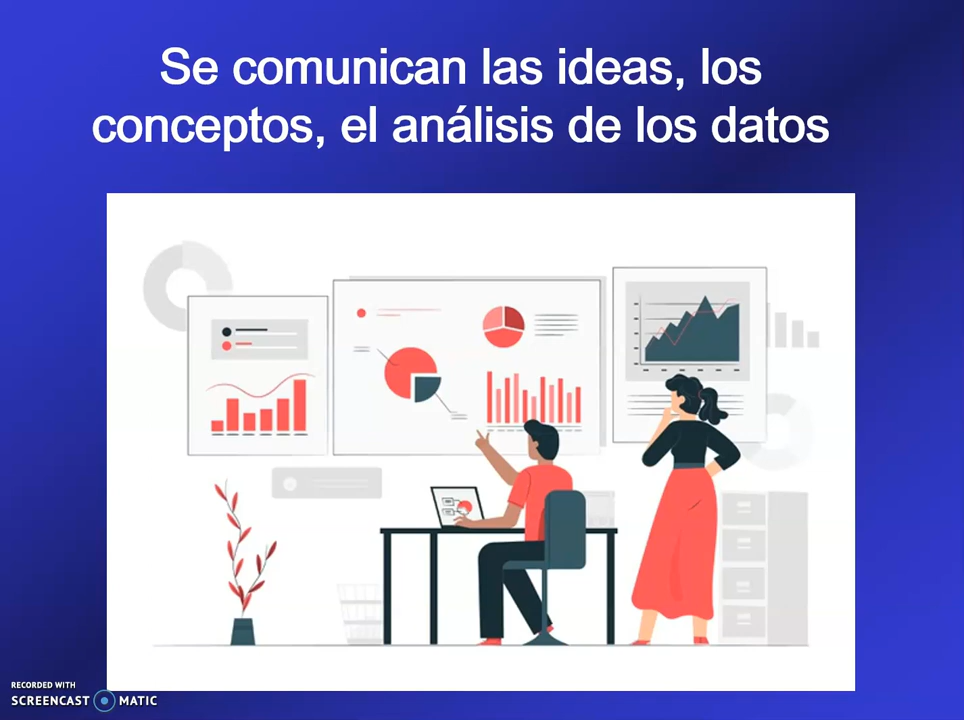 Se comunican las ideas, los
conceptos, el análisis de los datos
RECORDED WITH
SCREENCAST MATIC